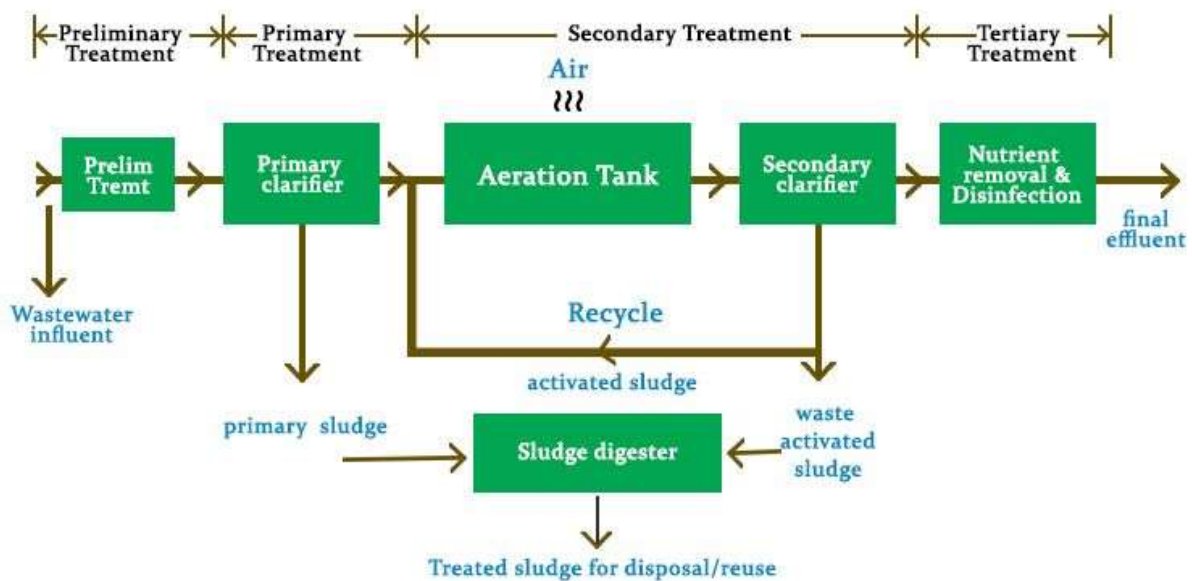 Preliminary
Treatment
Primary
Treatment
Secondary Treatment
Tertiary
Treatment
Air
Prelim
Tremt
Primary
clarifier
Aeration Tank
Secondary
clarifier
Nutrient
removal &
Disinfection
final
effluent
Wastewater
influent
Recycle
activated sludge
primary sludge
Sludge digester
waste
activated
sludge
Treated sludge for disposal/reuse